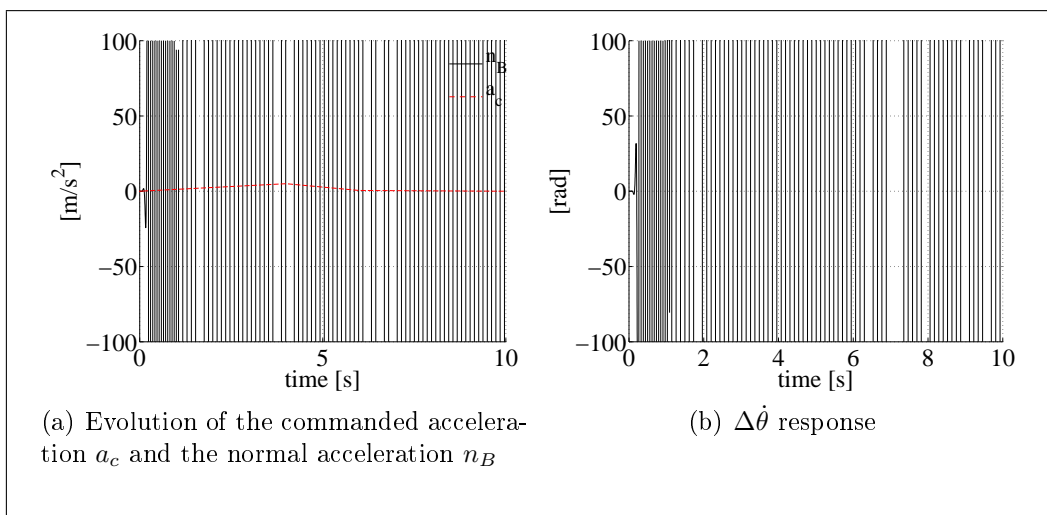 100
50
0
−50
−100
[m/s²]
0
5
10
time [s]
n_B
a_c
(a) Evolution of the commanded accelera-
tion a_c and the normal acceleration n_B
100
50
0
−50
−100
[rad]
0 2 4 6 8 10
time [s]
(b) Δθ̇ response